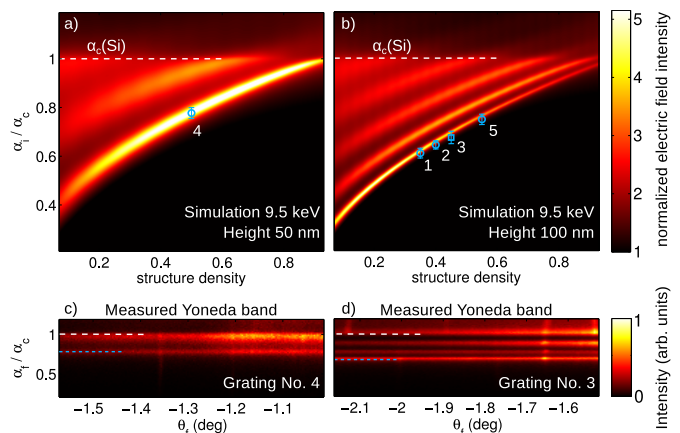 a)
b)
α_c(Si)
α_c(Si)
α_i / α_c
1
0.8
0.6
0.4
4
1
2
3
5
Simulation 9.5 keV
Height 50 nm
Simulation 9.5 keV
Height 100 nm
0.2 0.4 0.6 0.8
structure density
0.2 0.4 0.6 0.8
structure density
5
4
3
2
1
normalized electric field intensity
c) Measured Yoneda band
d) Measured Yoneda band
α_f / α_c
1
0.5
Grating No. 4
Grating No. 3
−1.5 −1.4 −1.3 −1.2 −1.1
θ_f (deg)
−2.1 −2 −1.9 −1.8 −1.7 −1.6
θ_f (deg)
1
0
Intensity (arb. units)